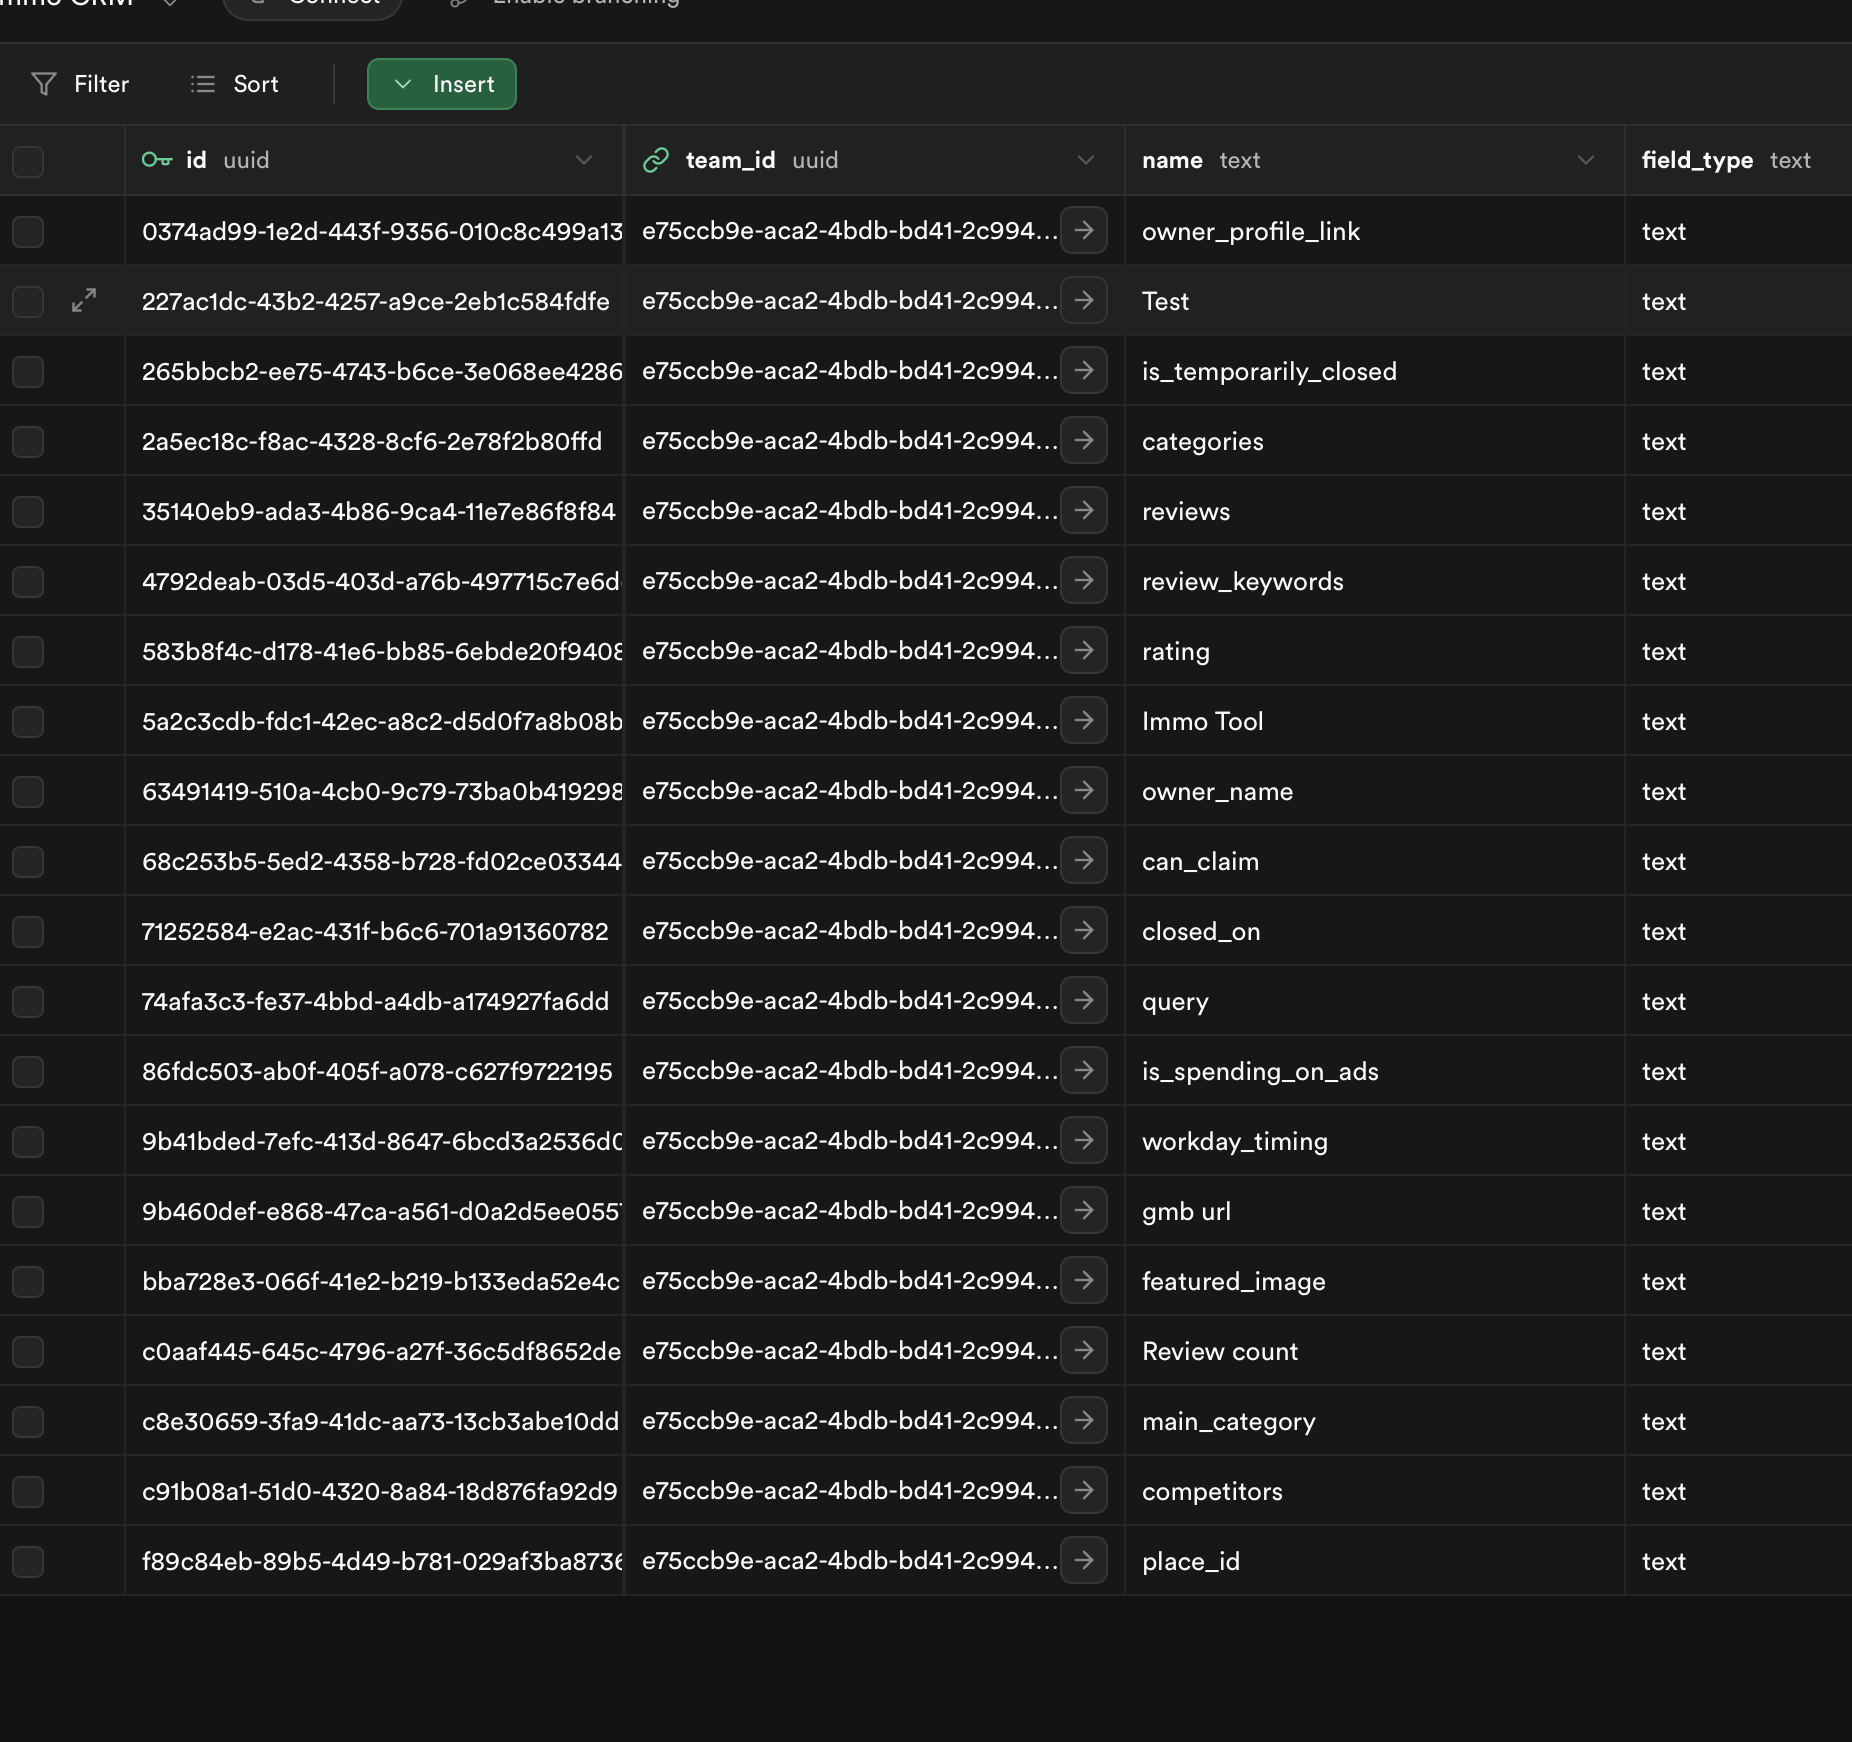 Filter Sort Insert
id uuid team_id uuid name text field_type text
0374ad99-1e2d-443f-9356-010c8c499a13 e75ccb9e-aca2-4bdb-bd41-2c994... owner_profile_link text
227ac1dc-43b2-4257-a9ce-2eb1c584fdfe e75ccb9e-aca2-4bdb-bd41-2c994... Test text
265bbcb2-ee75-4743-b6ce-3e068ee4286 e75ccb9e-aca2-4bdb-bd41-2c994... is_temporarily_closed text
2a5ec18c-f8ac-4328-8cf6-2e78f2b80ffd e75ccb9e-aca2-4bdb-bd41-2c994... categories text
35140eb9-ada3-4b86-9ca4-11e7e86f8f84 e75ccb9e-aca2-4bdb-bd41-2c994... reviews text
4792deab-03d5-403d-a76b-497715c7e6d e75ccb9e-aca2-4bdb-bd41-2c994... review_keywords text
583b8f4c-d178-41e6-bb85-6ebde20f9408 e75ccb9e-aca2-4bdb-bd41-2c994... rating text
5a2c3cdb-fdc1-42ec-a8c2-d5d0f7a8b08b e75ccb9e-aca2-4bdb-bd41-2c994... Immo Tool text
63491419-510a-4cb0-9c79-73ba0b419298 e75ccb9e-aca2-4bdb-bd41-2c994... owner_name text
68c253b5-5ed2-4358-b728-fd02ce03344 e75ccb9e-aca2-4bdb-bd41-2c994... can_claim text
71252584-e2ac-431f-b6c6-701a91360782 e75ccb9e-aca2-4bdb-bd41-2c994... closed_on text
74afa3c3-fe37-4bbd-a4db-a174927fa6dd e75ccb9e-aca2-4bdb-bd41-2c994... query text
86fdc503-ab0f-405f-a078-c627f9722195 e75ccb9e-aca2-4bdb-bd41-2c994... is_spending_on_ads text
9b41bded-7efc-413d-8647-6bcd3a2536d0 e75ccb9e-aca2-4bdb-bd41-2c994... workday_timing text
9b460def-e868-47ca-a561-d0a2d5ee055 e75ccb9e-aca2-4bdb-bd41-2c994... gmb url text
bba728e3-066f-41e2-b219-b133eda52e4c e75ccb9e-aca2-4bdb-bd41-2c994... featured_image text
c0aaf445-645c-4796-a27f-36c5df8652de e75ccb9e-aca2-4bdb-bd41-2c994... Review count text
c8e30659-3fa9-41dc-aa73-13cb3abe10dd e75ccb9e-aca2-4bdb-bd41-2c994... main_category text
c91b08a1-51d0-4320-8a84-18d876fa92d9 e75ccb9e-aca2-4bdb-bd41-2c994... competitors text
f89c84eb-89b5-4d49-b781-029af3ba8736 e75ccb9e-aca2-4bdb-bd41-2c994... place_id text